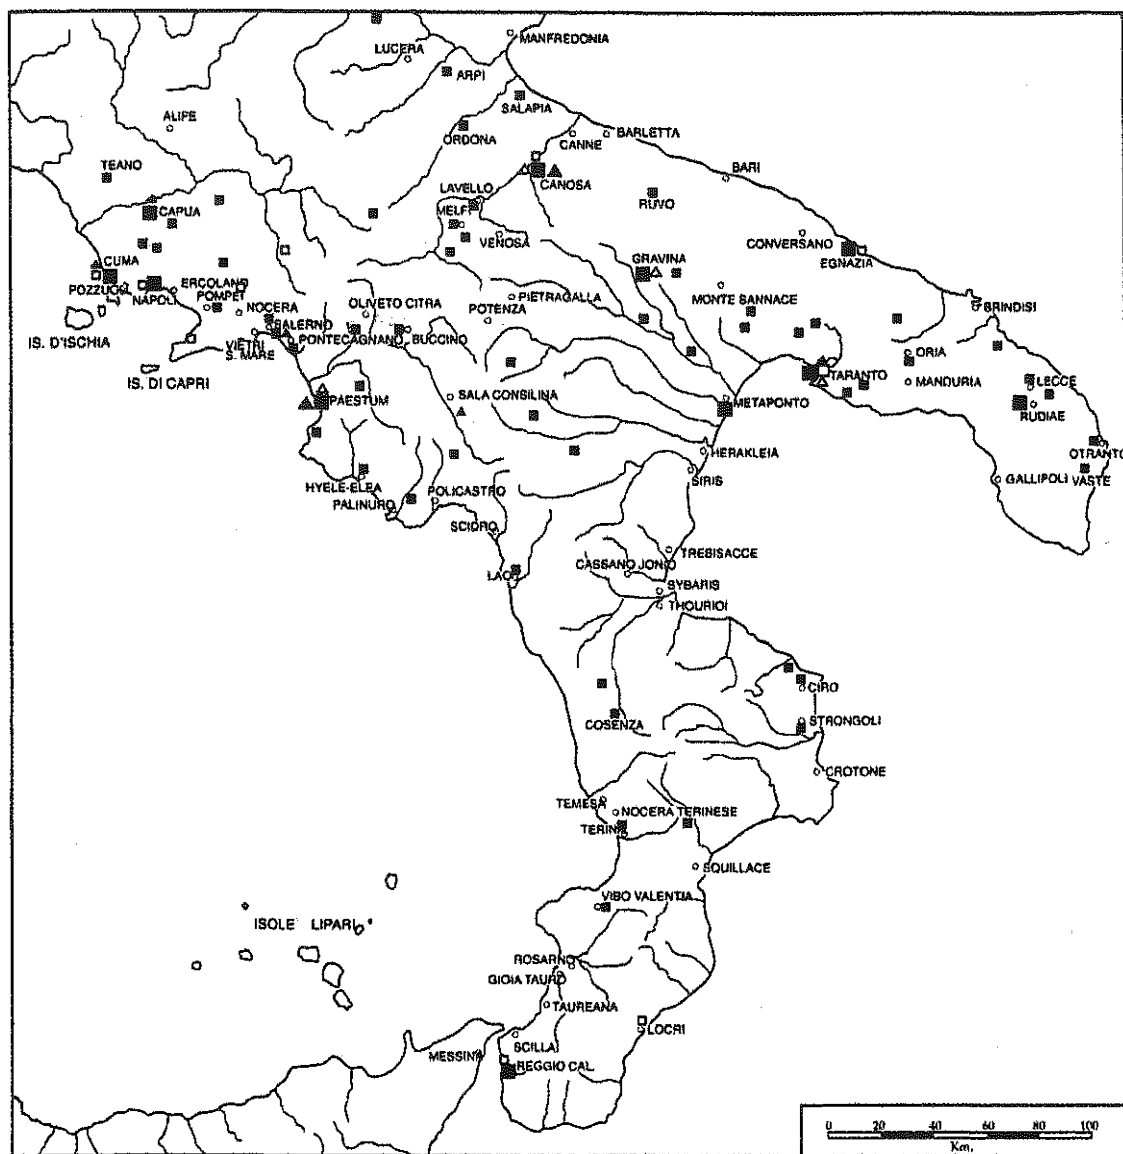 MANFREDONIA
LUCERA
ARPI
SALAPIA
ALIFE
ORDONA
CANNE
BARLETTA
TEANO
CANOSA
BARI
LAVELLO
RUVO
CAPUA
MELFI
VENOSA
CONVERSANO
EGNAZIA
CUMA
GRAVINA
POZZUOLI
NAPOLI
ERCOLANO
POMPEI
NOCERA
OLIVETO CITRA
PIETRAGALLA
POTENZA
MONTE SANNACE
BRINDISI
IS. D'ISCHIA
SALERNO
VIETRI
S. MARE
PONTECAGNANO
BUCCINO
ORIA
IS. DI CAPRI
TARANTO
MANDURIA
LECCE
PAESTUM
SALA CONSILINA
METAPONTO
RUDIAE
HERAKLEIA
OTRANTO
SIRIS
GALLIPOLI
VASTE
HYELE-ELEA
POLICASTRO
PALINURO
SCIDRO
TREBISACCE
CASSANO JONIO
LAOS
SYBARIS
THOURIOI
CIRO
COSENZA
STRONGOLI
CROTONE
TEMESA
NOCERA TERINESE
TERINA
SQUILLACE
VIBO VALENTIA
ISOLE LIPARI
ROSARNO
GIOIA TAURO
TAUREANA
LOCRI
SCILLA
MESSINA
REGGIO CAL.
0 20 40 60 80 100
Km.